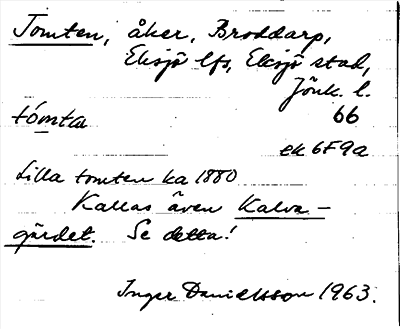 Tomten, åker, Broddarp,
Eksjö lfs, Eksjö stad,
Jönk. l.
tómta 66
ek 6F9a
Lilla tomten ka 1880
Kallas även Kalva-
gärdet. Se detta!
Inger Danielsson 1963.